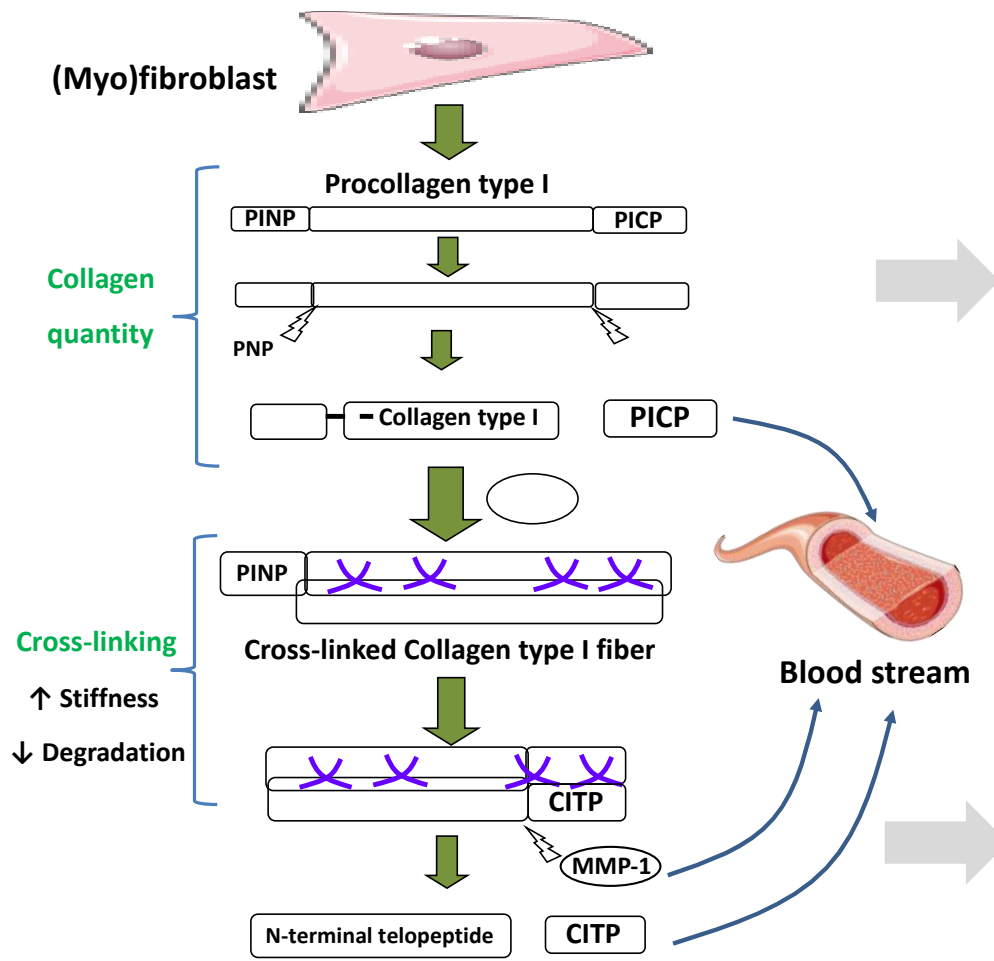 (Myo)fibroblast
Procollagen type I
PINP
PICP
Collagen
quantity
PNP
Collagen type I
PICP
PINP
Cross-linked Collagen type I fiber
Cross-linking
↑ Stiffness
↓ Degradation
Blood stream
CITP
MMP-1
N-terminal telopeptide
CITP